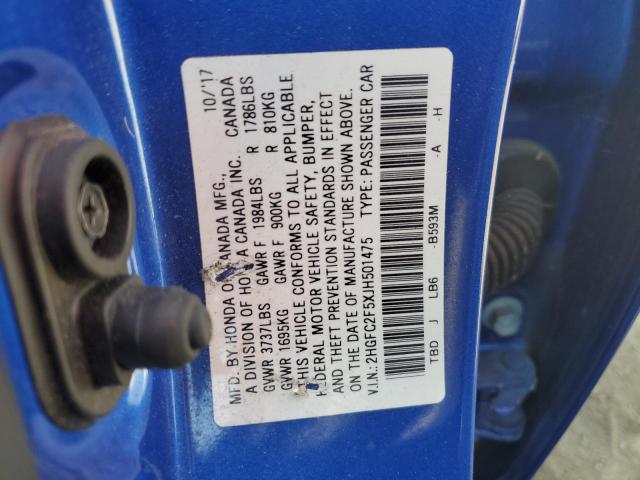 MFD. BY HONDA OF CANADA MFG., 10/'17
A DIVISION OF HONDA CANADA INC. CANADA
GVWR 3737LBS GAWR F 1984LBS R 1786LBS
GVWR 1695KG GAWR F 900KG R 810KG
THIS VEHICLE CONFORMS TO ALL APPLICABLE
FEDERAL MOTOR VEHICLE SAFETY, BUMPER,
AND THEFT PREVENTION STANDARDS IN EFFECT
ON THE DATE OF MANUFACTURE SHOWN ABOVE.
V.I.N.: 2HGFC2F5XJH501475 TYPE: PASSENGER CAR
TBD J LB6 -B593M -A -H